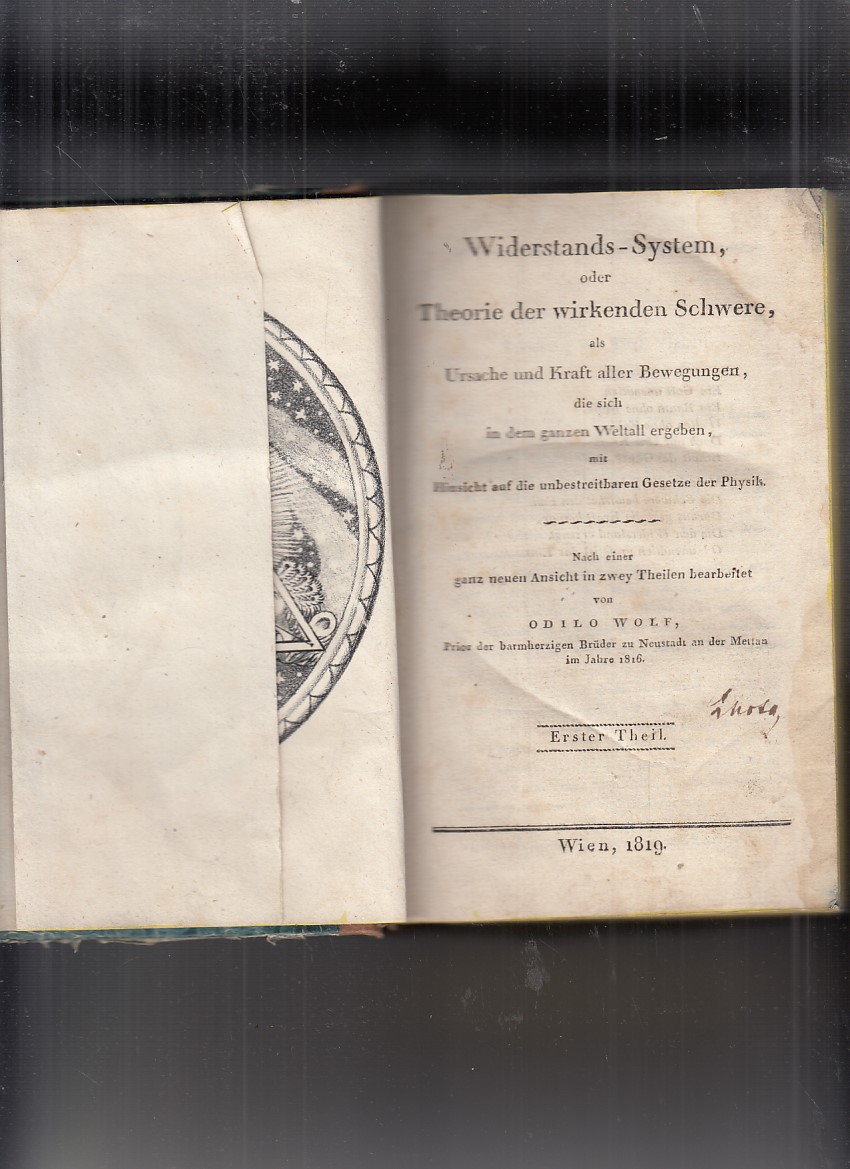 Widerstands-System,
oder
Theorie der wirkenden Schwere,
als
Ursache und Kraft aller Bewegungen,
die sich
in dem ganzen Weltall ergeben,
mit
Hinsicht auf die unbestreitbaren Gesetze der Physik.
Nach einer
ganz neuen Ansicht in zwey Theilen bearbeitet
von
ODILO WOLF,
Prior der barmherzigen Brüder zu Neustadt an der Mettau
im Jahre 1816.
Erster Theil.
Wien, 1819.